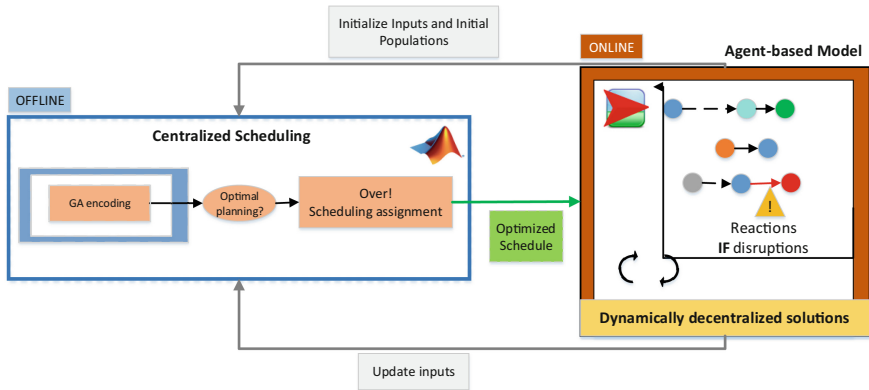 Initialize Inputs and Initial
Populations
ONLINE
Agent-based Model
OFFLINE
Centralized Scheduling
GA encoding
Optimal
planning?
Over!
Scheduling assignment
Optimized
Schedule
!
Reactions
IF disruptions
Dynamically decentralized solutions
Update inputs